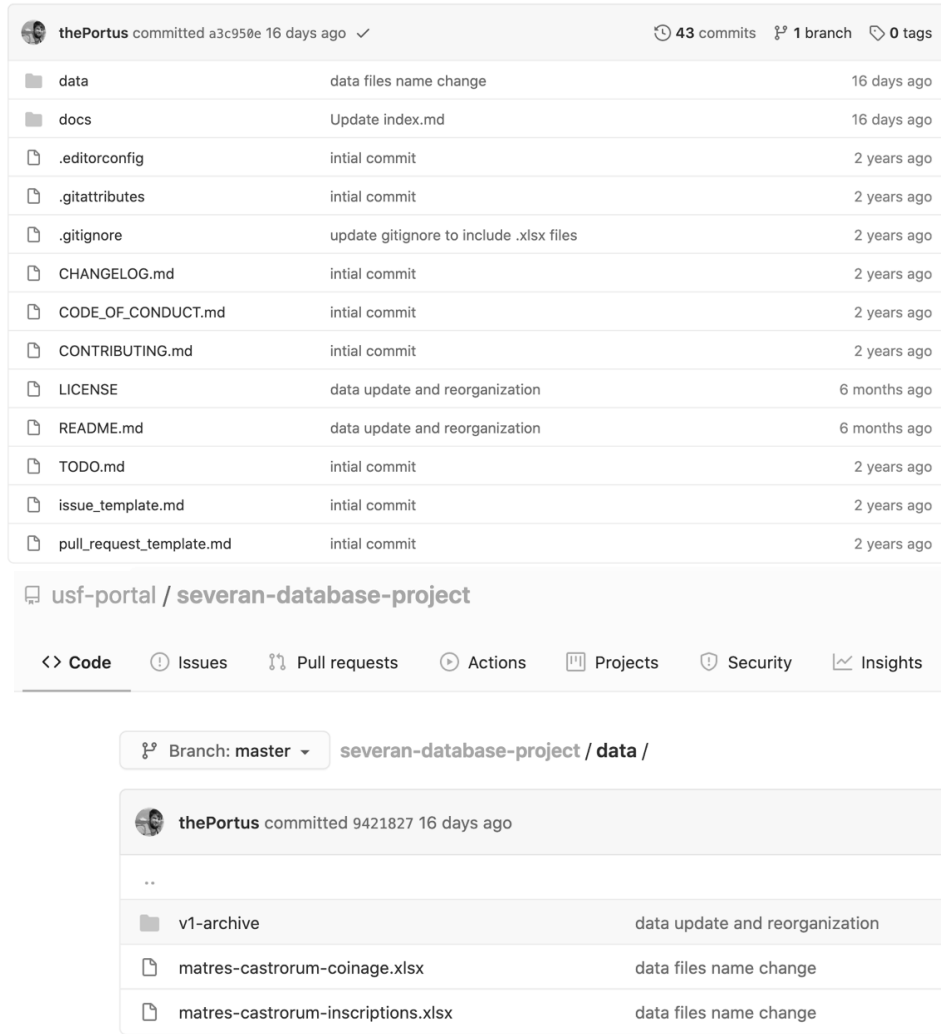 thePortus committed a3c950e 16 days ago 43 commits 1 branch 0 tags
data data files name change 16 days ago
docs Update index.md 16 days ago
.editorconfig intial commit 2 years ago
.gitattributes intial commit 2 years ago
.gitignore update gitignore to include .xlsx files 2 years ago
CHANGELOG.md intial commit 2 years ago
CODE_OF_CONDUCT.md intial commit 2 years ago
CONTRIBUTING.md intial commit 2 years ago
LICENSE data update and reorganization 6 months ago
README.md data update and reorganization 6 months ago
TODO.md intial commit 2 years ago
issue_template.md intial commit 2 years ago
pull_request_template.md intial commit 2 years ago
usf-portal / severan-database-project
Code Issues Pull requests Actions Projects Security Insights
Branch: master severan-database-project / data /
thePortus committed 9421827 16 days ago
..
v1-archive data update and reorganization
matres-castrorum-coinage.xlsx data files name change
matres-castrorum-inscriptions.xlsx data files name change